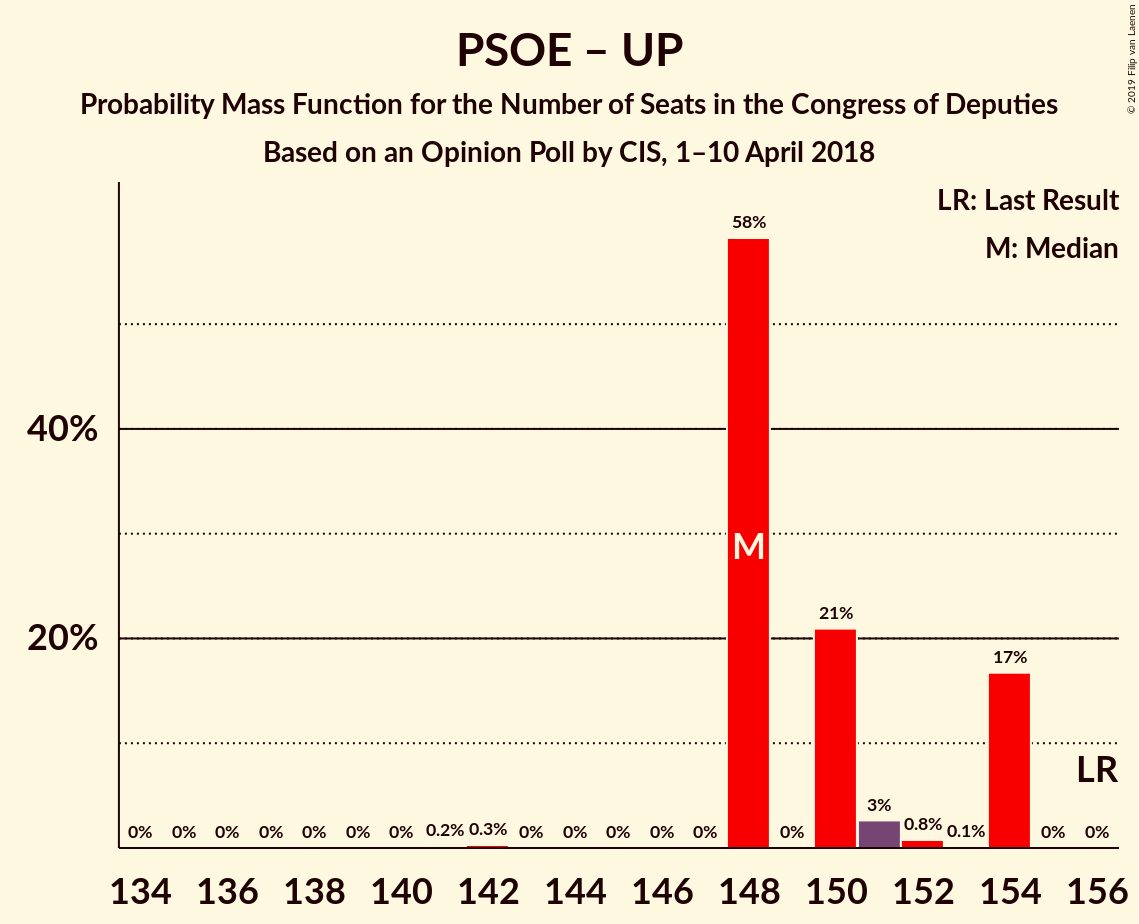 PSOE – UP
Probability Mass Function for the Number of Seats in the Congress of Deputies
Based on an Opinion Poll by CIS, 1–10 April 2018
© 2019 Filip van Laenen
LR: Last Result
M: Median
58%
40%
M
21%
20%
17%
LR
0% 0% 0% 0% 0% 0% 0% 0.2% 0.3% 0% 0% 0% 0% 0% 0% 3% 0.8% 0.1% 0% 0%
134 136 138 140 142 144 146 148 150 152 154 156